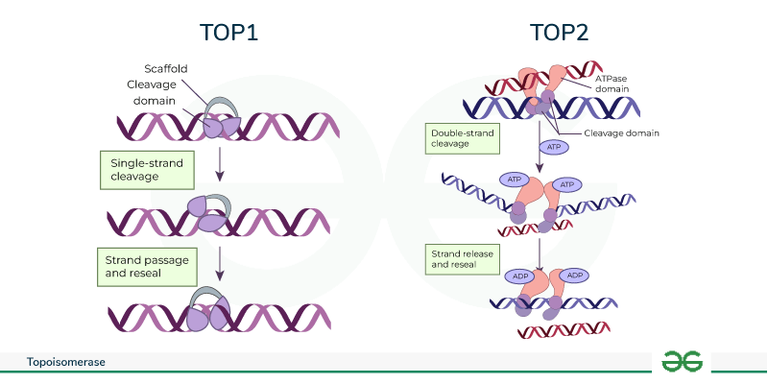 TOP1
Scaffold
Cleavage
domain
Single-strand
cleavage
Strand passage
and reseal
TOP2
ATPase
domain
Cleavage domain
Double-strand
cleavage
ATP
ATP
ATP
Strand release
and reseal
ADP
ADP
Topoisomerase